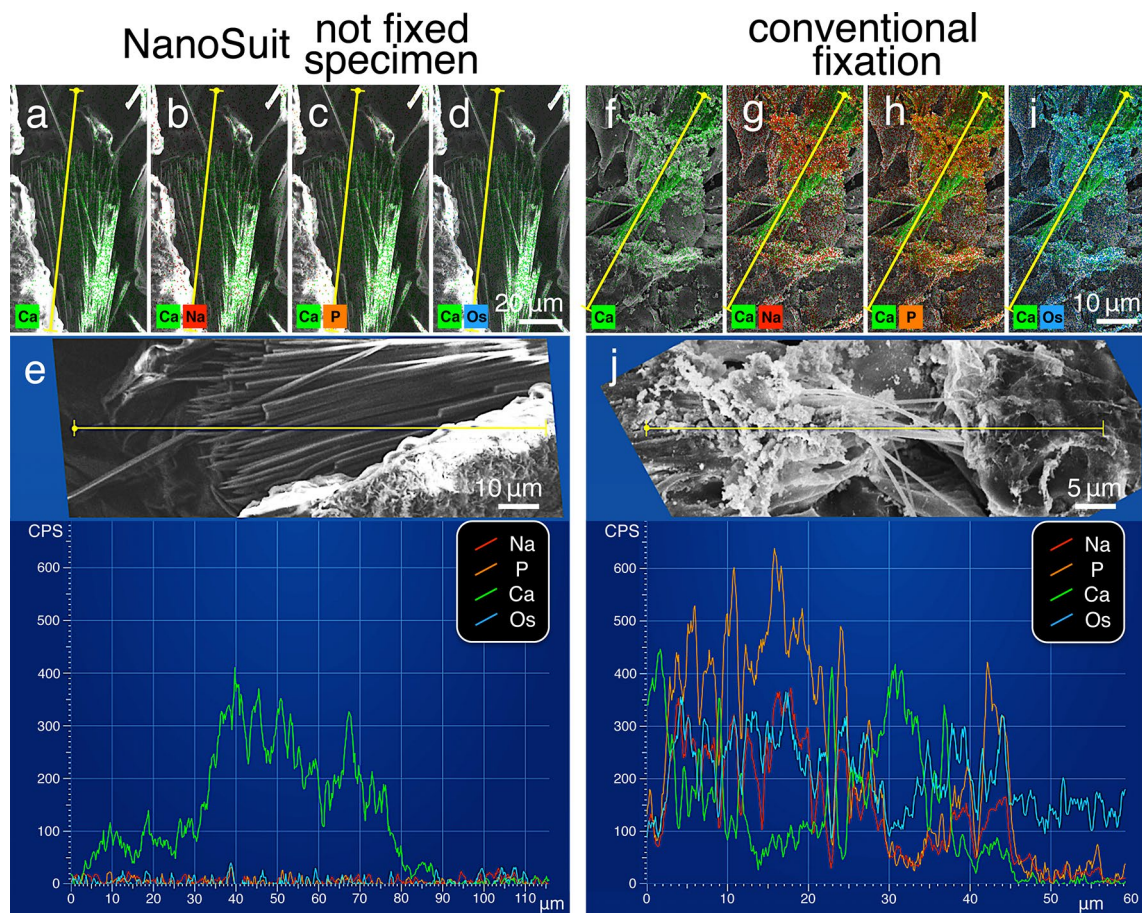 NanoSuit not fixed
specimen
conventional
fixation
a b c d
Ca Ca Na Ca P Ca Os
20 µm
f g h i
Ca Ca Na Ca P Ca Os
10 µm
e
10 µm
j
5 µm
CPS
600
500
400
300
200
100
0
0 10 20 30 40 50 60 70 80 90 100 110
µm
Na
P
Ca
Os
CPS
600
500
400
300
200
100
0
0 10 20 30 40 50 60
µm
Na
P
Ca
Os